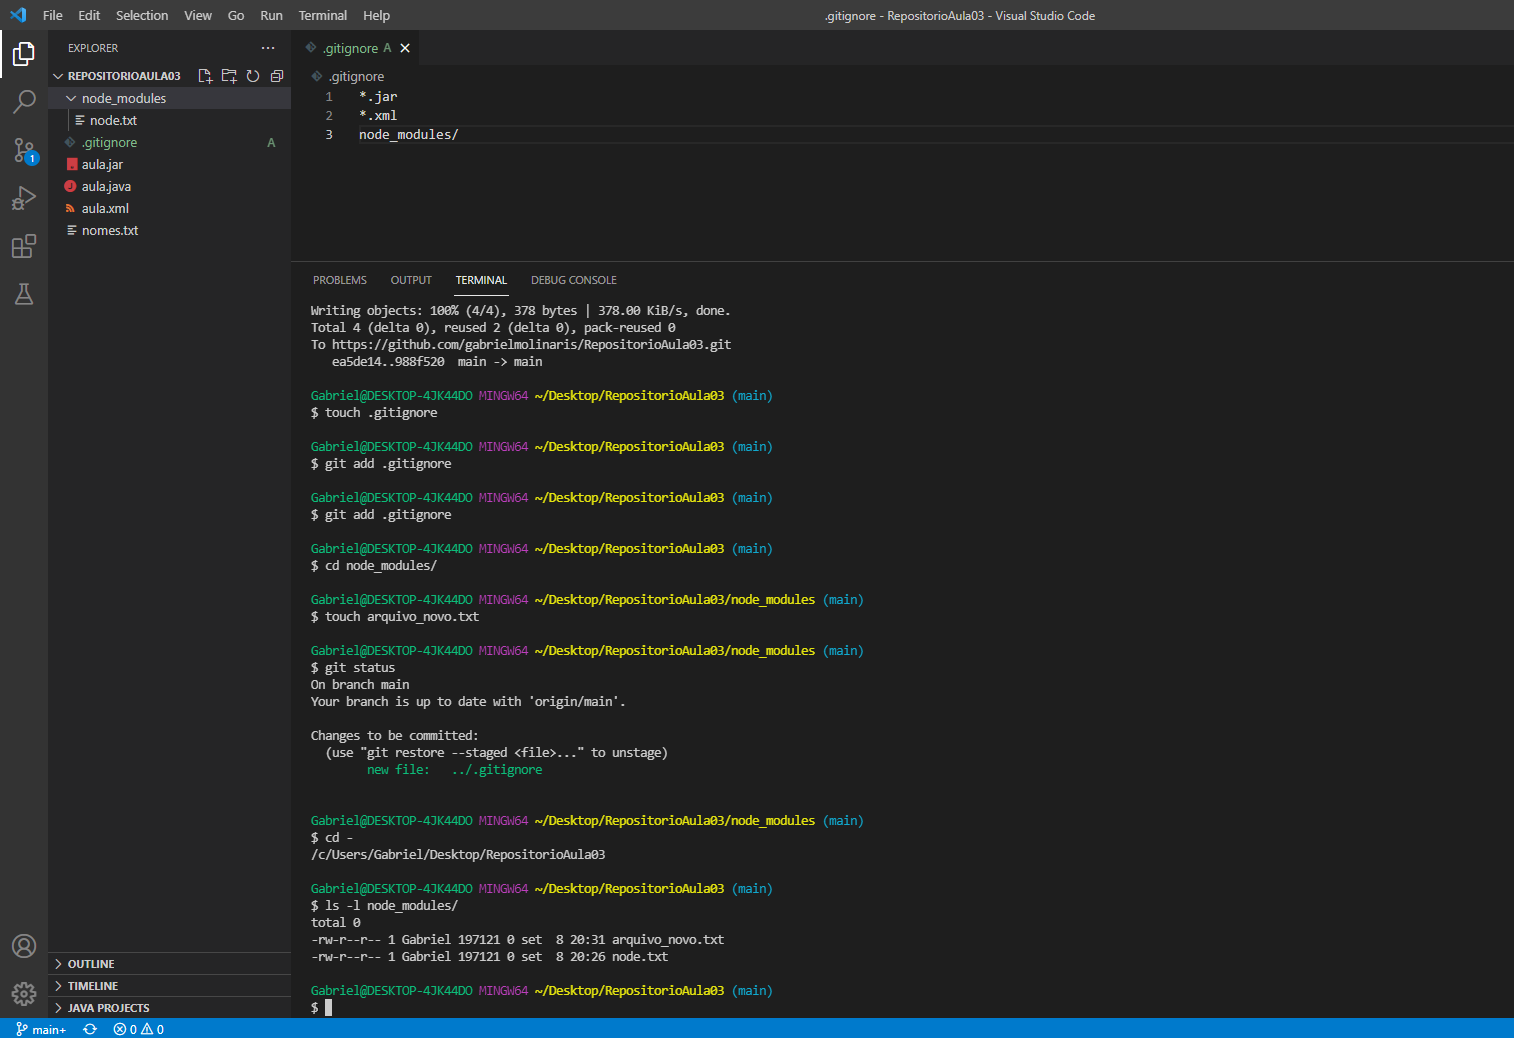 File Edit Selection View Go Run Terminal Help
.gitignore - RepositorioAula03 - Visual Studio Code
EXPLORER
REPOSITORIOAULA03
node_modules
node.txt
.gitignore A
aula.jar
aula.java
aula.xml
nomes.txt
OUTLINE
TIMELINE
JAVA PROJECTS
1
.gitignore A
.gitignore
1 *.jar
2 *.xml
3 node_modules/
PROBLEMS OUTPUT TERMINAL DEBUG CONSOLE
Writing objects: 100% (4/4), 378 bytes | 378.00 KiB/s, done.
Total 4 (delta 0), reused 2 (delta 0), pack-reused 0
To https://github.com/gabrielmolinaris/RepositorioAula03.git
ea5de14..988f520 main -> main
Gabriel@DESKTOP-4JK44DO MINGW64 ~/Desktop/RepositorioAula03 (main)
$ touch .gitignore
Gabriel@DESKTOP-4JK44DO MINGW64 ~/Desktop/RepositorioAula03 (main)
$ git add .gitignore
Gabriel@DESKTOP-4JK44DO MINGW64 ~/Desktop/RepositorioAula03 (main)
$ git add .gitignore
Gabriel@DESKTOP-4JK44DO MINGW64 ~/Desktop/RepositorioAula03 (main)
$ cd node_modules/
Gabriel@DESKTOP-4JK44DO MINGW64 ~/Desktop/RepositorioAula03/node_modules (main)
$ touch arquivo_novo.txt
Gabriel@DESKTOP-4JK44DO MINGW64 ~/Desktop/RepositorioAula03/node_modules (main)
$ git status
On branch main
Your branch is up to date with 'origin/main'.
Changes to be committed:
(use "git restore --staged <file>..." to unstage)
new file: ../.gitignore
Gabriel@DESKTOP-4JK44DO MINGW64 ~/Desktop/RepositorioAula03/node_modules (main)
$ cd -
/c/Users/Gabriel/Desktop/RepositorioAula03
Gabriel@DESKTOP-4JK44DO MINGW64 ~/Desktop/RepositorioAula03 (main)
$ ls -l node_modules/
total 0
-rw-r--r-- 1 Gabriel 197121 0 set 8 20:31 arquivo_novo.txt
-rw-r--r-- 1 Gabriel 197121 0 set 8 20:26 node.txt
Gabriel@DESKTOP-4JK44DO MINGW64 ~/Desktop/RepositorioAula03 (main)
$
main+ 0 0